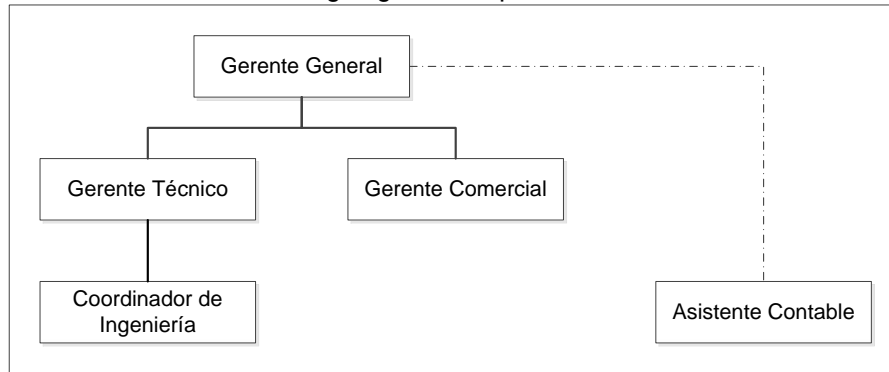 Gerente General
Gerente Técnico
Gerente Comercial
Coordinador de
Ingeniería
Asistente Contable